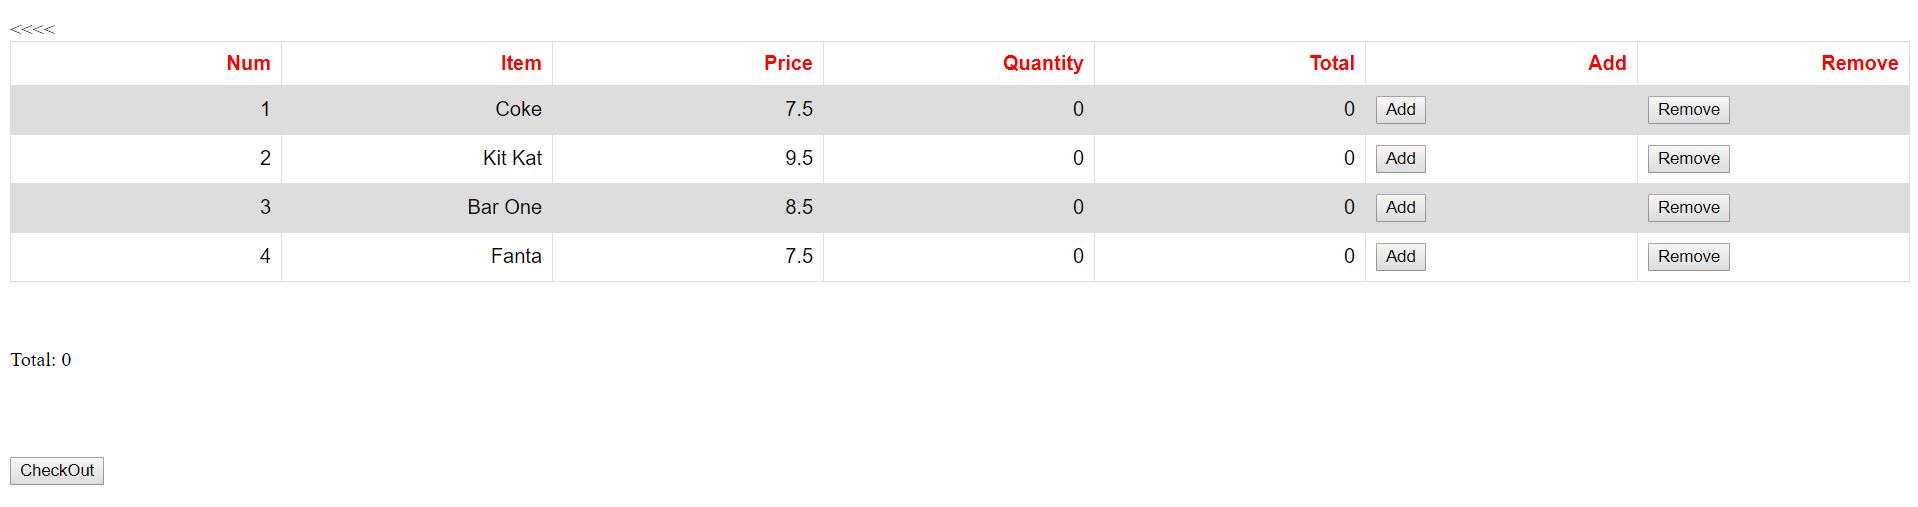 <<<<
Num Item Price Quantity Total Add Remove
1 Coke 7.5 0 0 Add Remove
2 Kit Kat 9.5 0 0 Add Remove
3 Bar One 8.5 0 0 Add Remove
4 Fanta 7.5 0 0 Add Remove
Total: 0
CheckOut